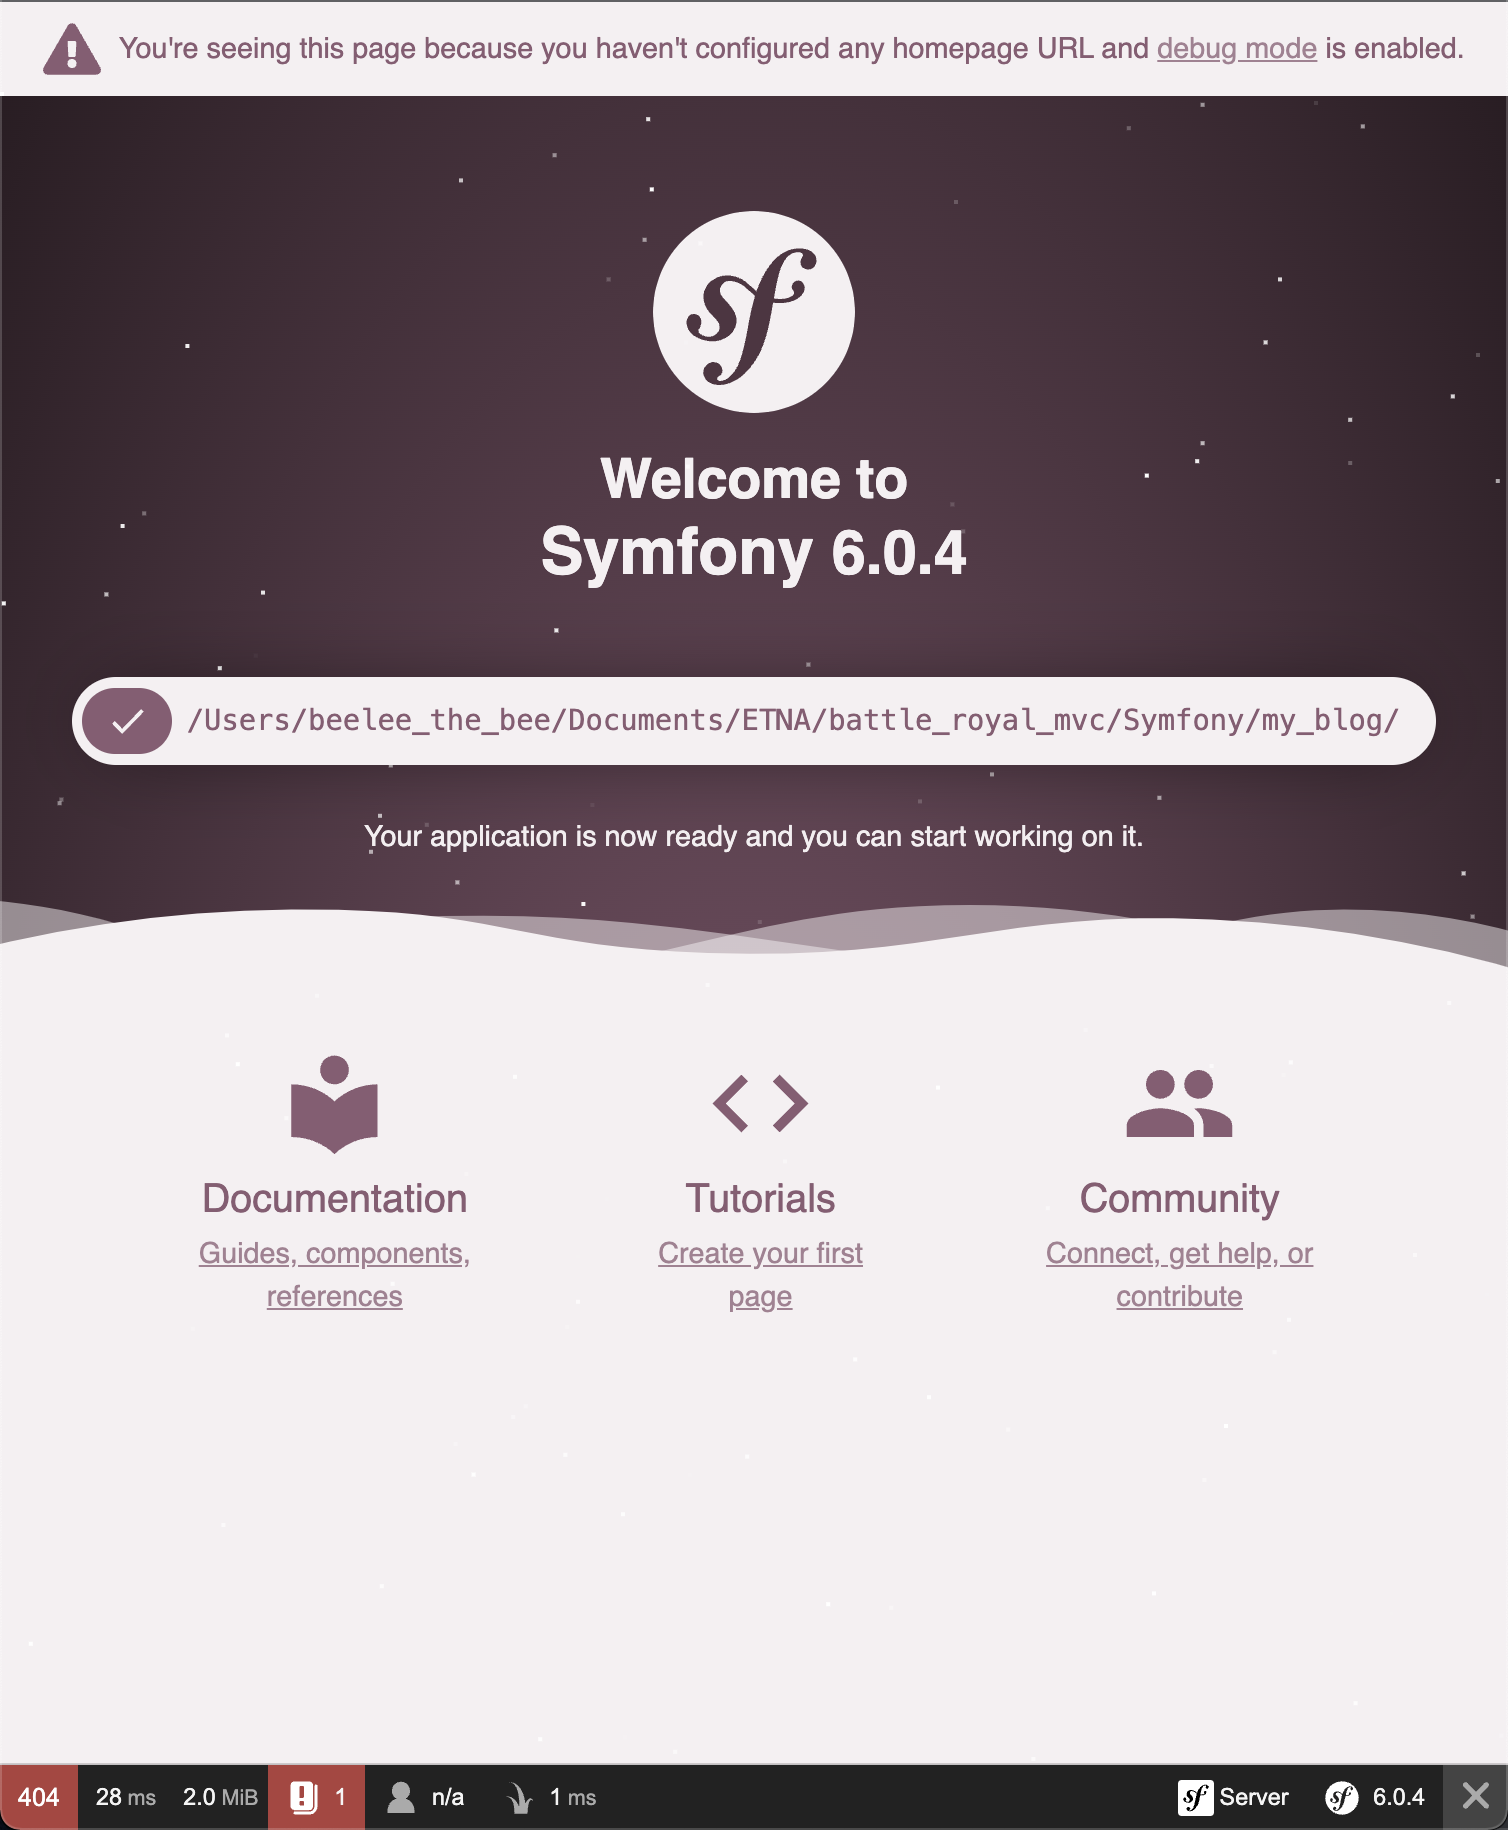 You're seeing this page because you haven't configured any homepage URL and debug mode is enabled.
sf
Welcome to
Symfony 6.0.4
/Users/beelee_the_bee/Documents/ETNA/battle_royal_mvc/Symfony/my_blog/
Your application is now ready and you can start working on it.
Documentation
Guides, components,
references
Tutorials
Create your first
page
Community
Connect, get help, or
contribute
404 28 ms 2.0 MiB 1 n/a 1 ms sf Server sf 6.0.4